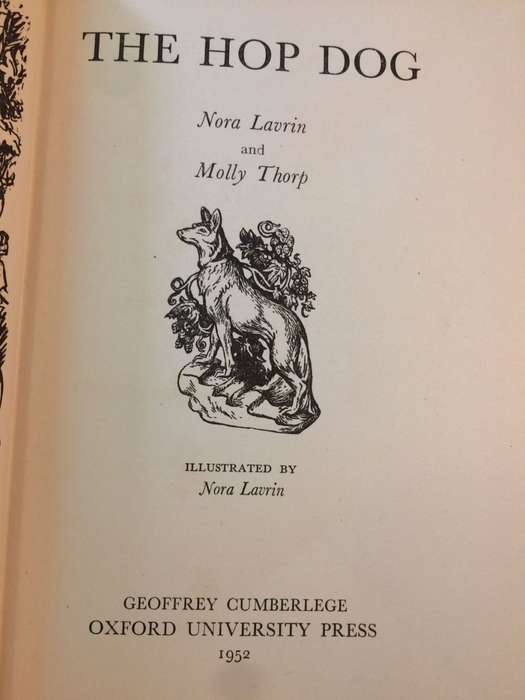 THE HOP DOG
Nora Lavrin
and
Molly Thorp
ILLUSTRATED BY
Nora Lavrin
GEOFFREY CUMBERLEGE
OXFORD UNIVERSITY PRESS
1952